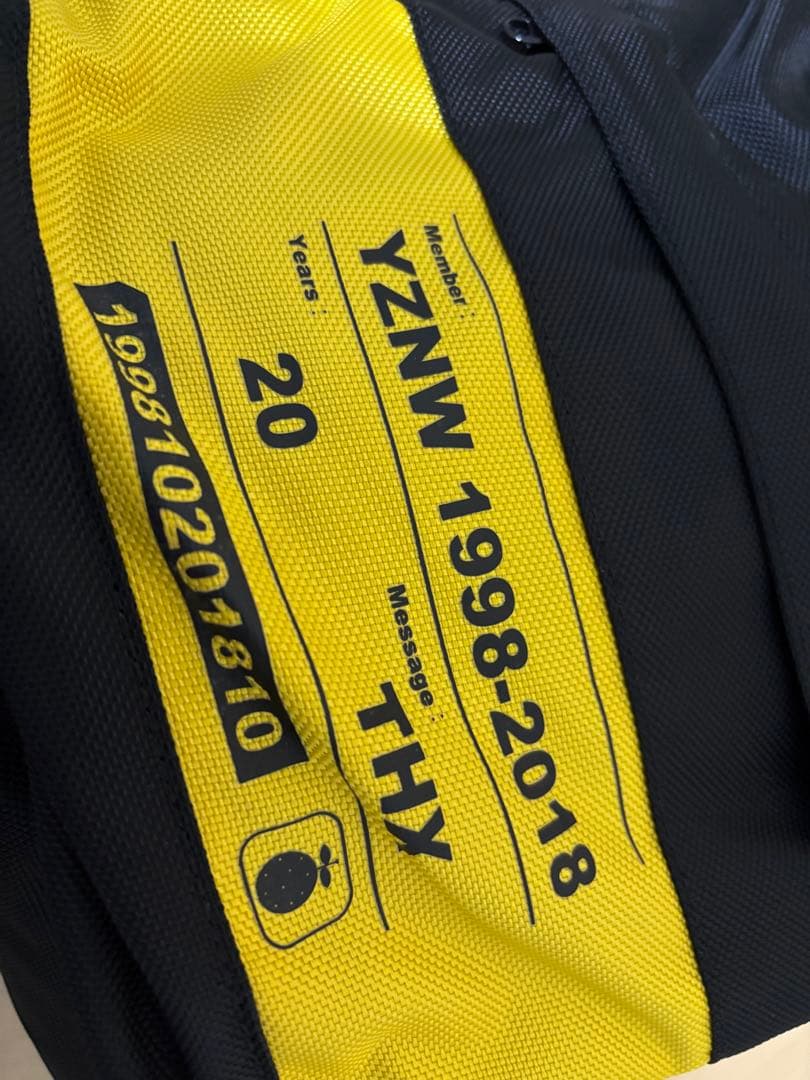 Member :
YZNW 1998-2018
Years :
20
Message :
THX
199810201810